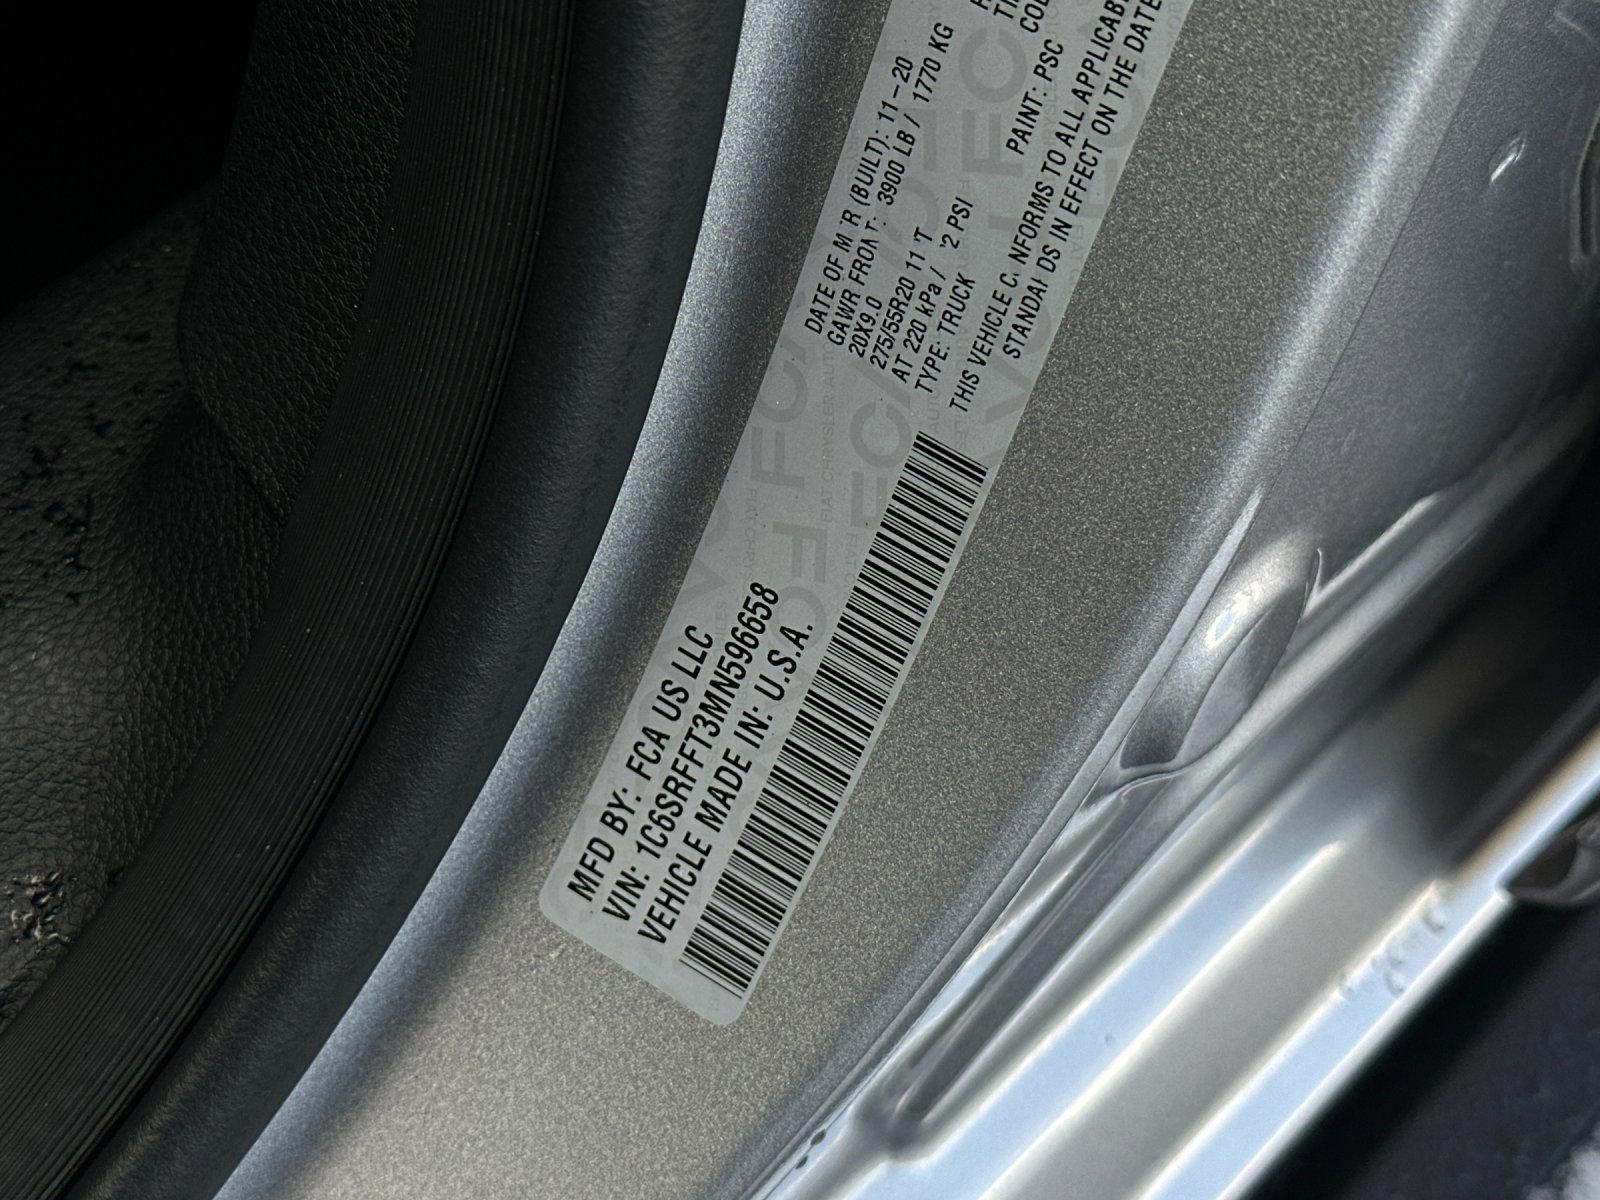 MFD BY: FCA US LLC
VIN: 1C6SRFFT3MN596658
VEHICLE MADE IN: U.S.A.
DATE OF M R (BUILT): 11-20
GAWR FRONT: 3900 LB / 1770 KG
20X9.0
275/55R20 11 T
AT 220 kPa / 2 PSI
TYPE: TRUCK
PAINT: PSC
THIS VEHICLE C NFORMS TO ALL APPLICAB
STANDA DS IN EFFECT ON THE DATE